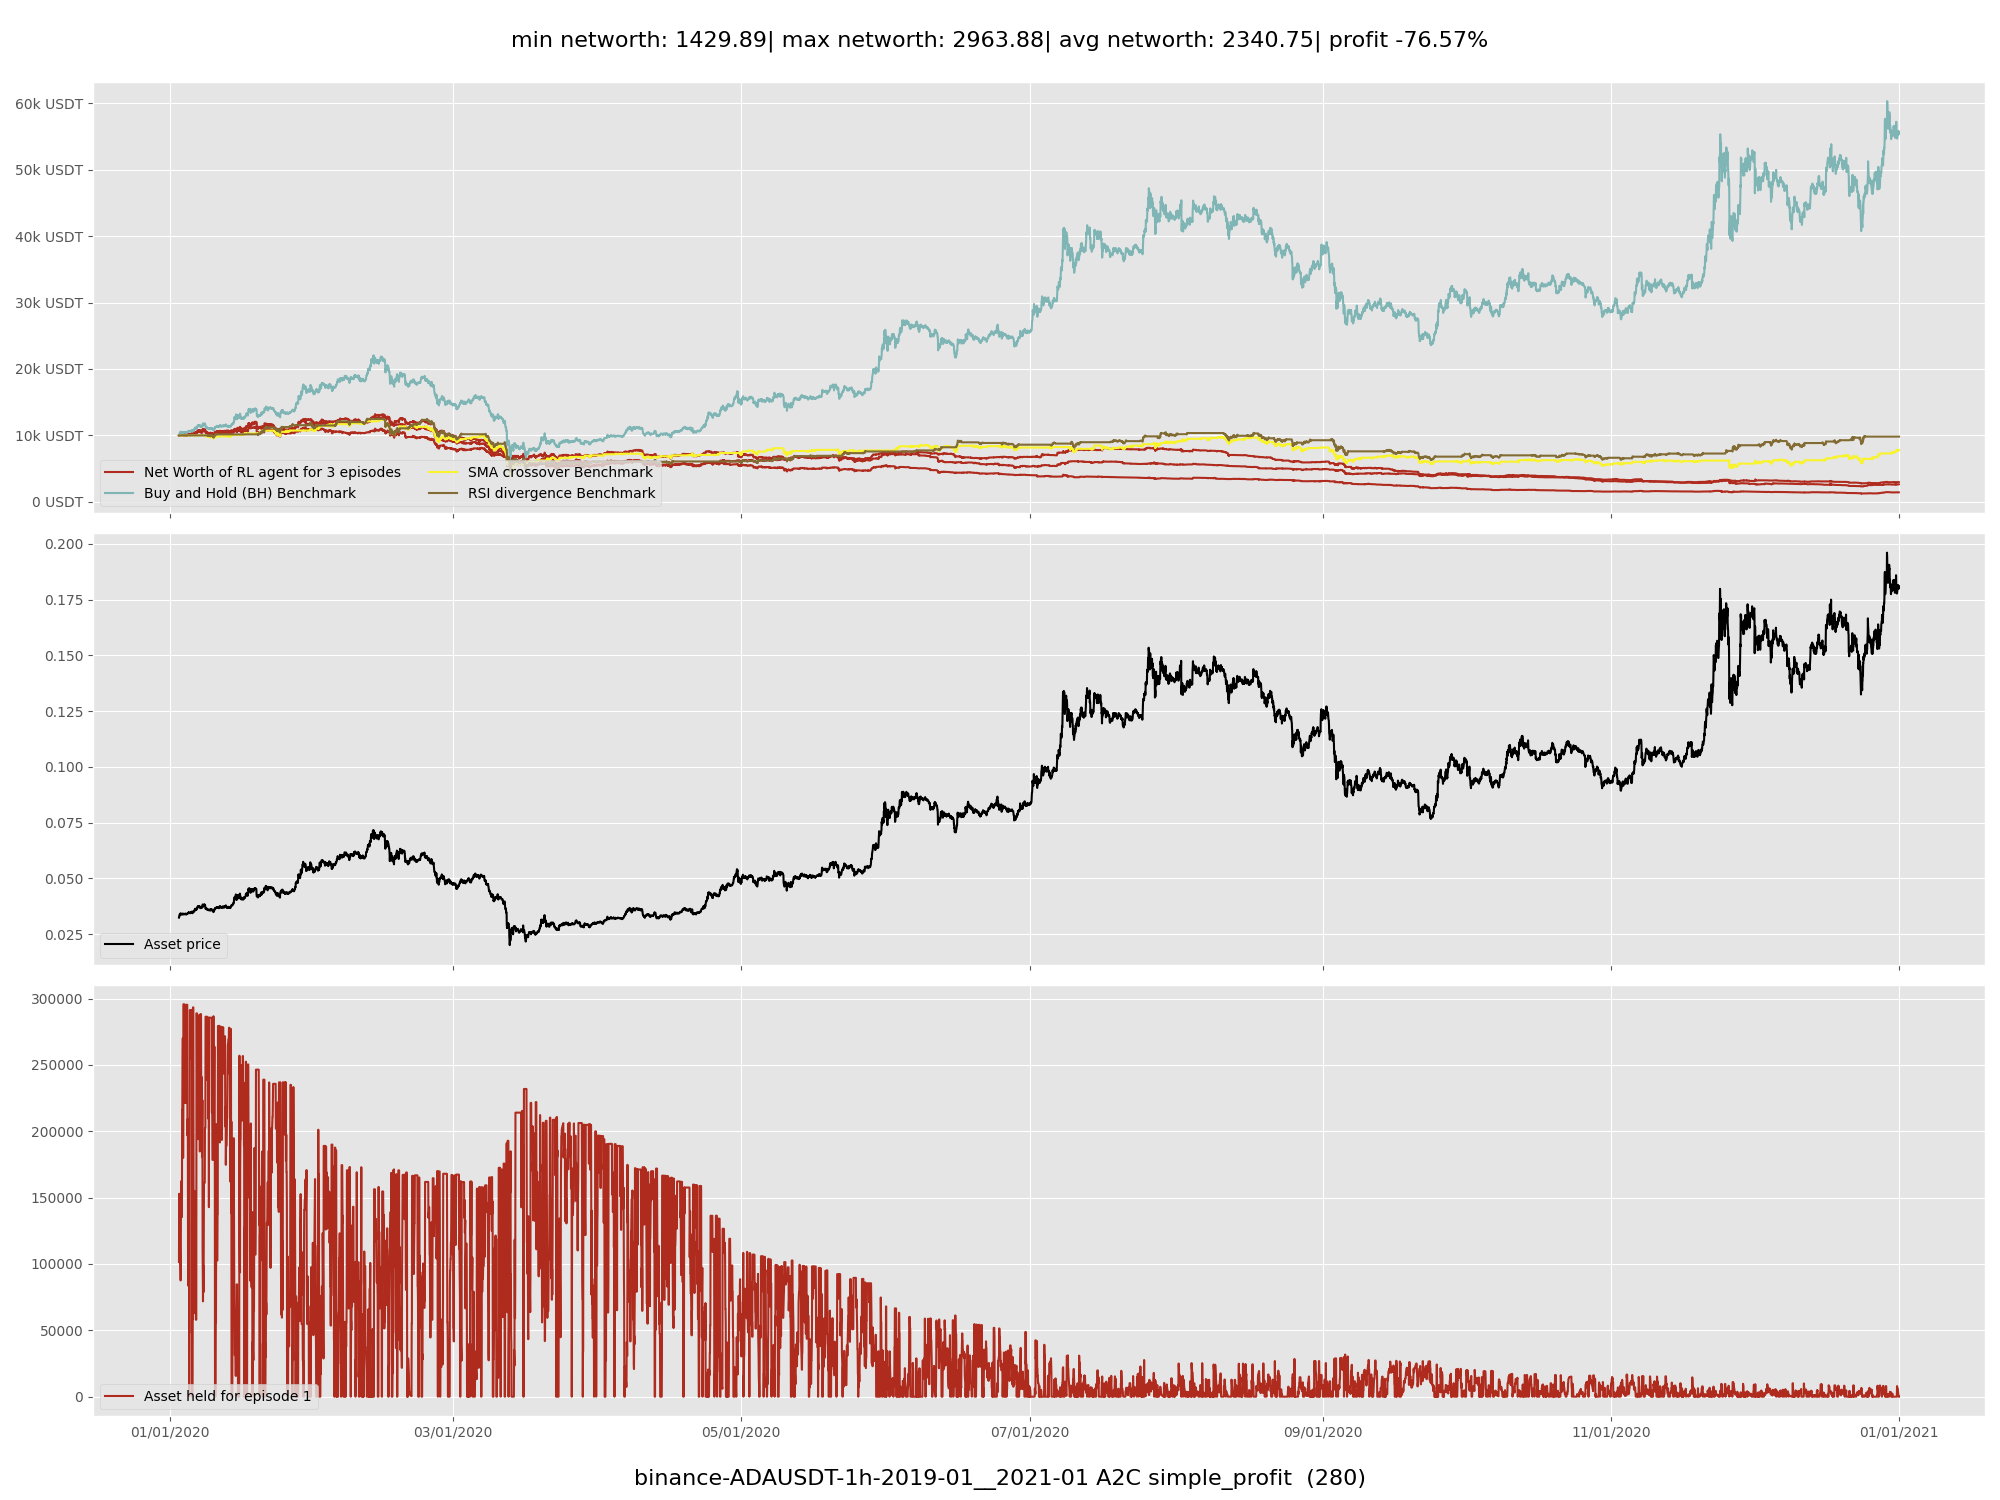 min networth: 1429.89| max networth: 2963.88| avg networth: 2340.75| profit -76.57%
60k USDT
50k USDT
40k USDT
30k USDT
20k USDT
10k USDT
0 USDT
Net Worth of RL agent for 3 episodes
Buy and Hold (BH) Benchmark
SMA crossover Benchmark
RSI divergence Benchmark
0.200
0.175
0.150
0.125
0.100
0.075
0.050
0.025
Asset price
300000
250000
200000
150000
100000
50000
0
Asset held for episode 1
01/01/2020 03/01/2020 05/01/2020 07/01/2020 09/01/2020 11/01/2020 01/01/2021
binance-ADAUSDT-1h-2019-01__2021-01 A2C simple_profit (280)